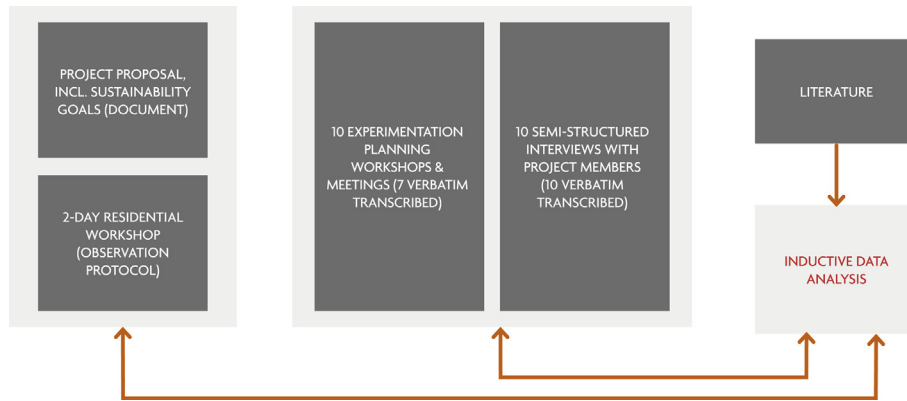 PROJECT PROPOSAL,
INCL. SUSTAINABILITY
GOALS (DOCUMENT)
2-DAY RESIDENTIAL
WORKSHOP
(OBSERVATION
PROTOCOL)
10 EXPERIMENTATION
PLANNING
WORKSHOPS &
MEETINGS (7 VERBATIM
TRANSCRIBED)
10 SEMI-STRUCTURED
INTERVIEWS WITH
PROJECT MEMBERS
(10 VERBATIM
TRANSCRIBED)
LITERATURE
INDUCTIVE DATA
ANALYSIS